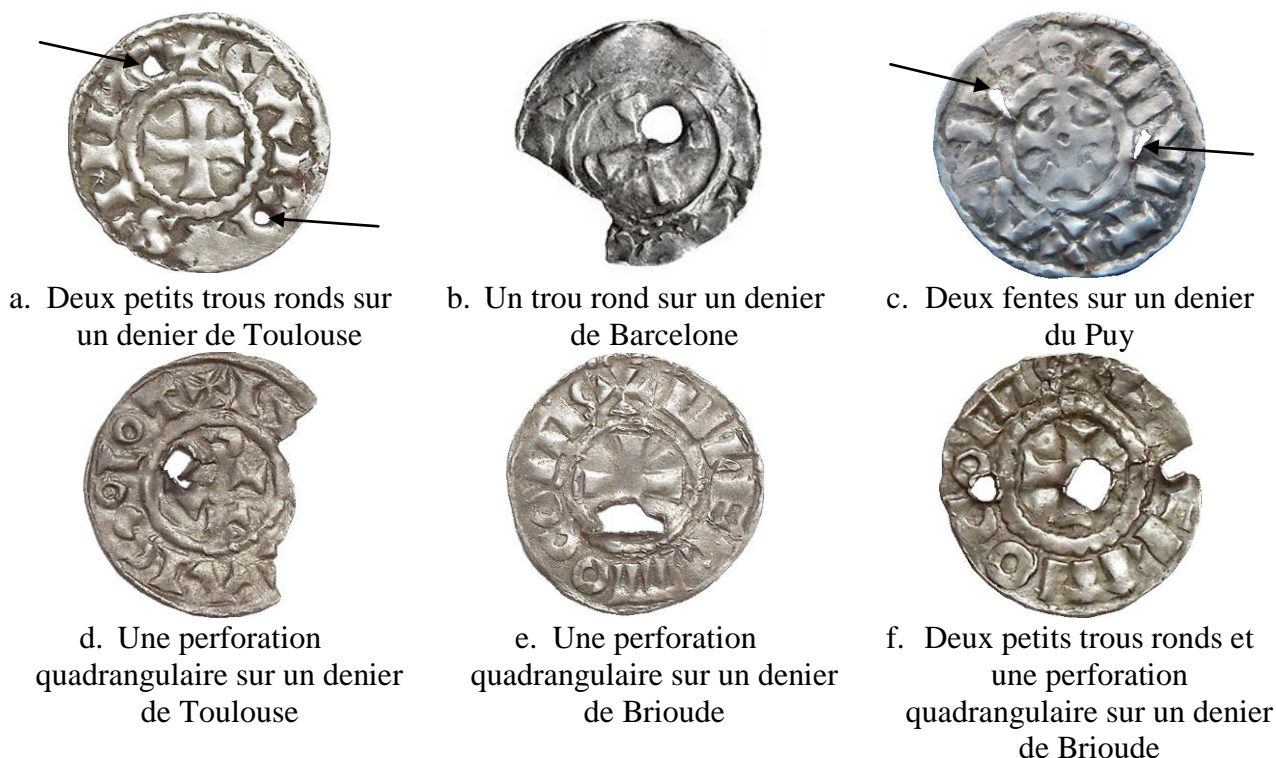 a. Deux petits trous ronds sur
un denier de Toulouse
b. Un trou rond sur un denier
de Barcelone
c. Deux fentes sur un denier
du Puy
d. Une perforation
quadrangulaire sur un denier
de Toulouse
e. Une perforation
quadrangulaire sur un denier
de Brioude
f. Deux petits trous ronds et
une perforation
quadrangulaire sur un denier
de Brioude